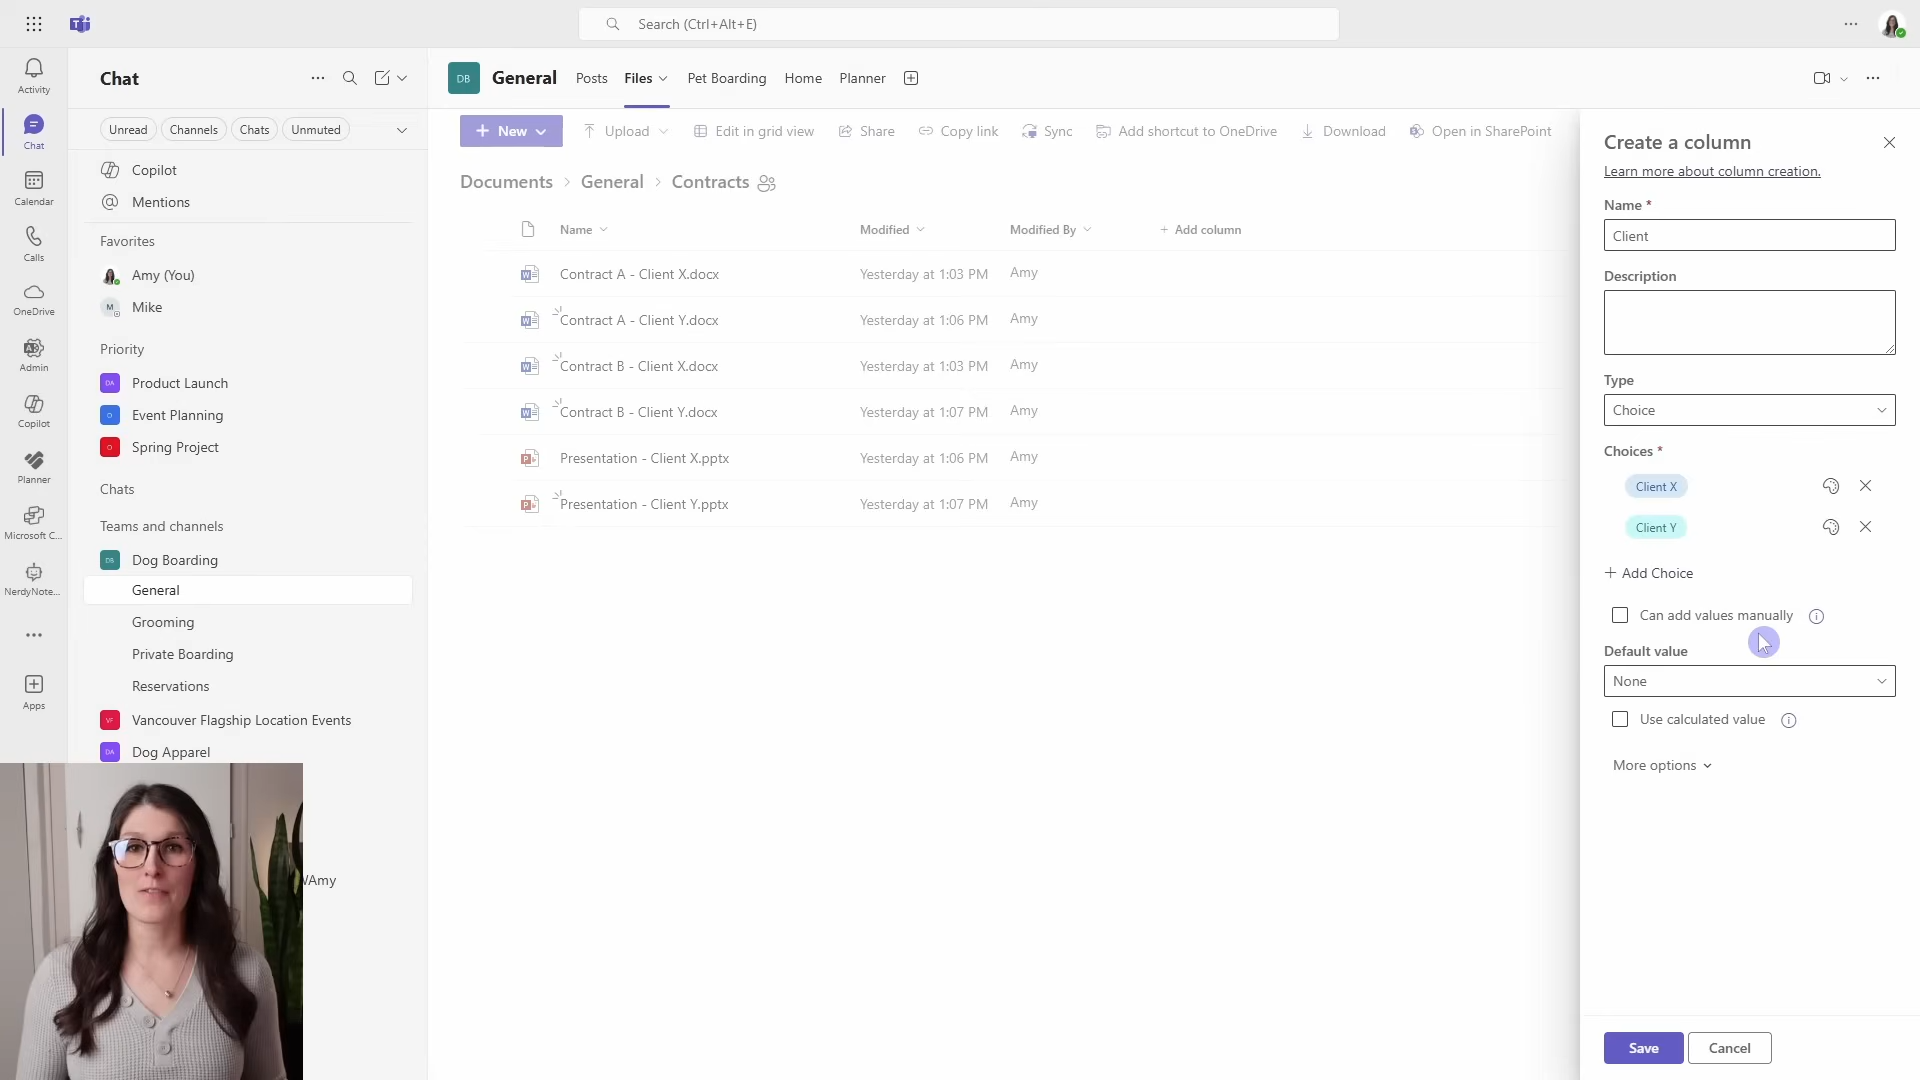 Search (Ctrl+Alt+E)
Activity
Chat
Calendar
Calls
OneDrive
Admin
Copilot
Planner
Microsoft C...
NerdyNote...
Apps
Chat
Unread
Channels
Chats
Unmuted
Copilot
Mentions
Favorites
Amy (You)
M
Mike
Priority
DA
Product Launch
Event Planning
Spring Project
Chats
Teams and channels
DB
Dog Boarding
General
Grooming
Private Boarding
Reservations
VF
Vancouver Flagship Location Events
DA
Dog Apparel
Amy
DB
General
Posts
Files
Pet Boarding
Home
Planner
+ New
Upload
Edit in grid view
Share
Copy link
Sync
Add shortcut to OneDrive
Download
Open in SharePoint
Documents > General > Contracts
Name
Modified
Modified By
+ Add column
Contract A - Client X.docx
Yesterday at 1:03 PM
Amy
Contract A - Client Y.docx
Yesterday at 1:06 PM
Amy
Contract B - Client X.docx
Yesterday at 1:03 PM
Amy
Contract B - Client Y.docx
Yesterday at 1:07 PM
Amy
Presentation - Client X.pptx
Yesterday at 1:06 PM
Amy
Presentation - Client Y.pptx
Yesterday at 1:07 PM
Amy
Create a column
Learn more about column creation.
Name *
Client
Description
Type
Choice
Choices *
Client X
Client Y
+ Add Choice
Can add values manually
Default value
None
Use calculated value
More options
Save
Cancel